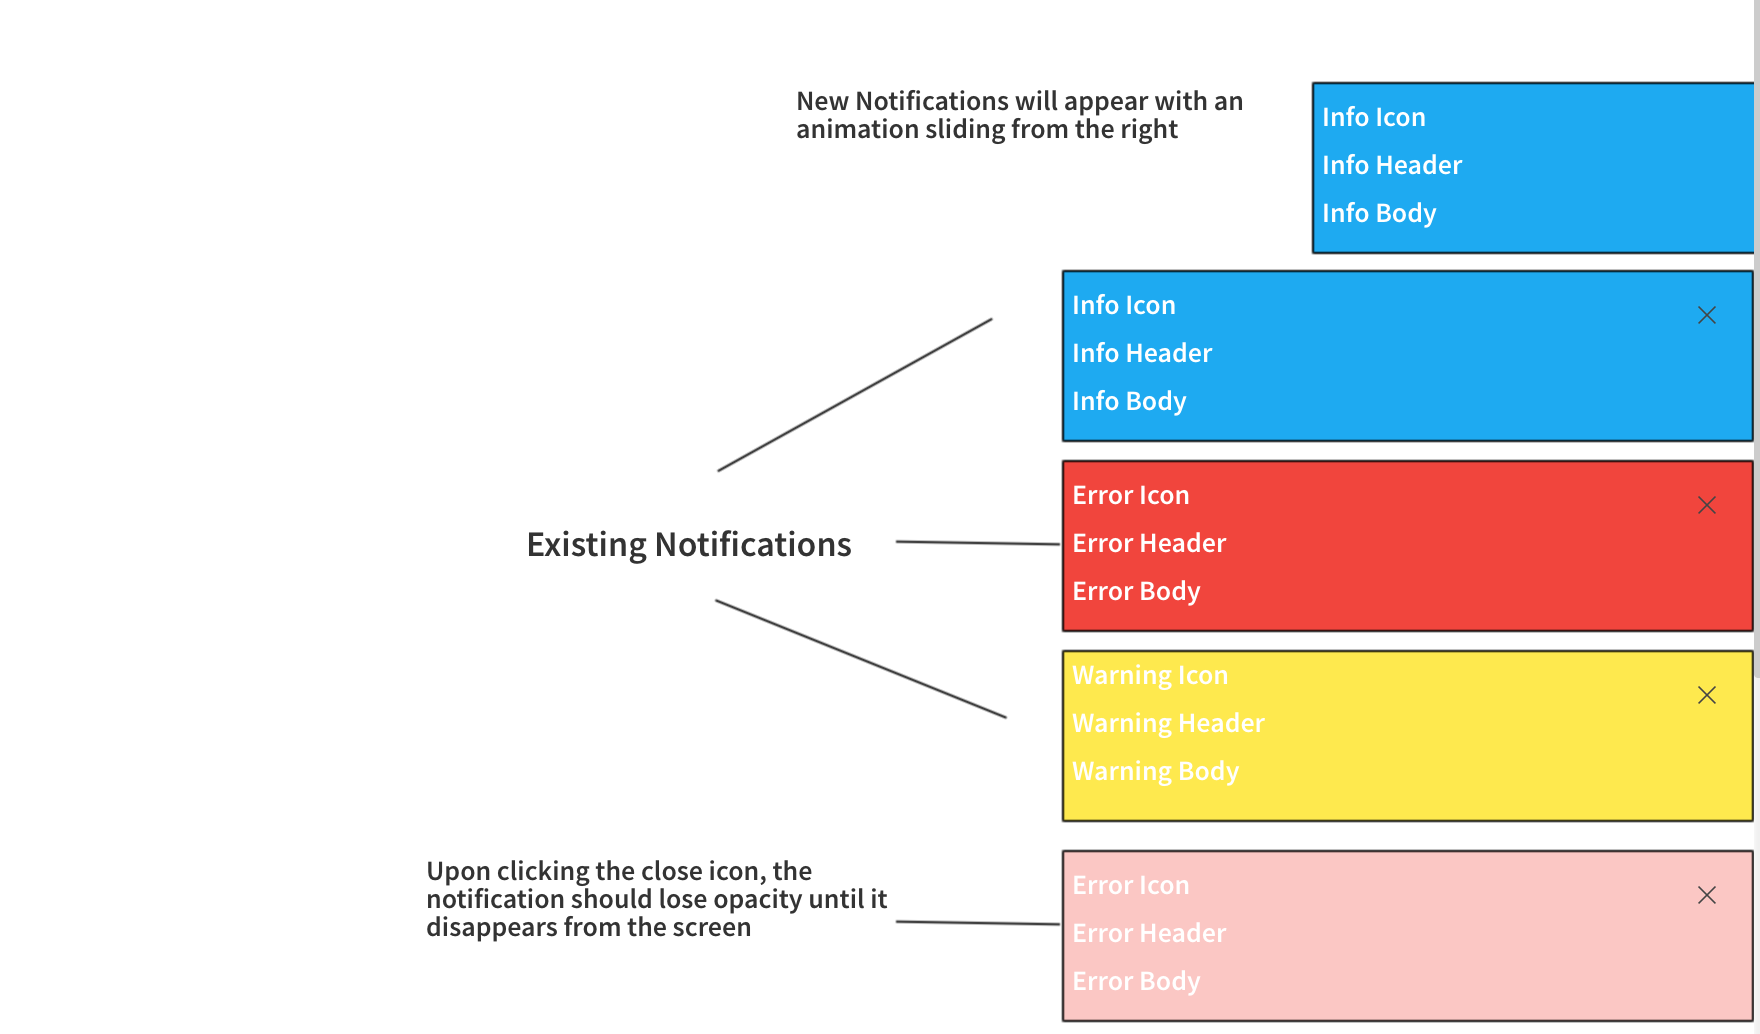 New Notifications will appear with an
animation sliding from the right
Info Icon
Info Header
Info Body
Info Icon
Info Header
Info Body
Existing Notifications
Error Icon
Error Header
Error Body
Warning Icon
Warning Header
Warning Body
Upon clicking the close icon, the
notification should lose opacity until it
disappears from the screen
Error Icon
Error Header
Error Body